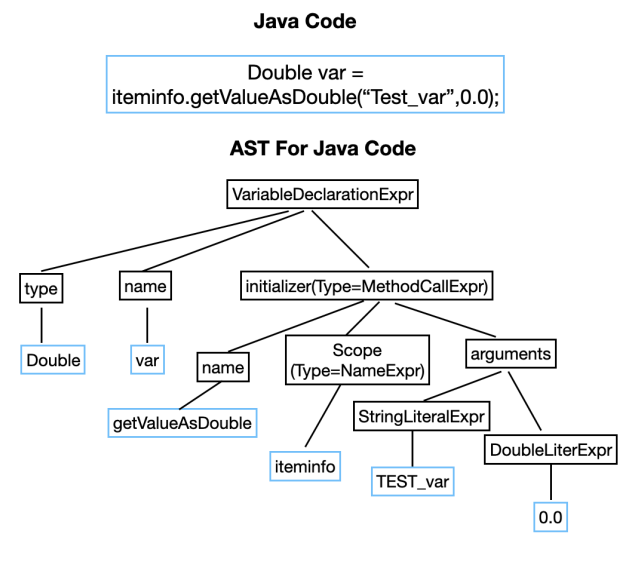 Java Code
Double var =
iteminfo.getValueAsDouble(“Test_var”,0.0);
AST For Java Code
VariableDeclarationExpr
type
name
initializer(Type=MethodCallExpr)
Double
var
name
Scope
(Type=NameExpr)
arguments
getValueAsDouble
StringLiteralExpr
iteminfo
DoubleLiterExpr
TEST_var
0.0